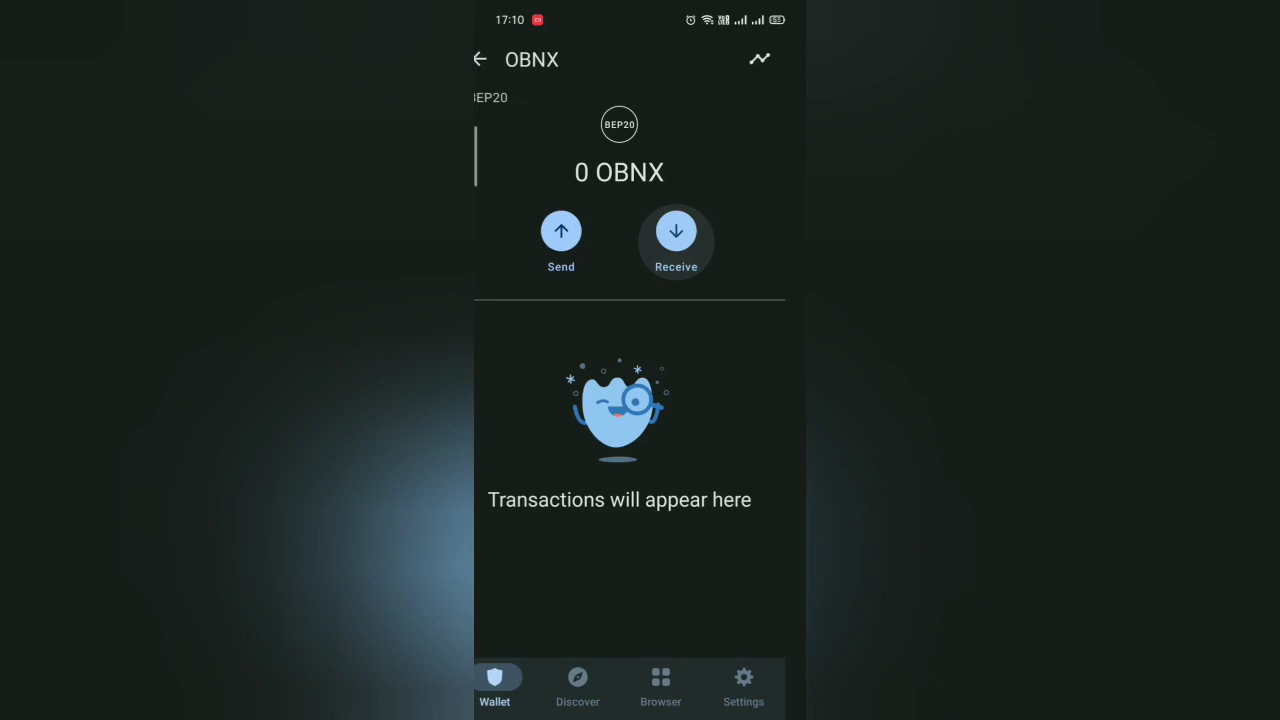 17:10
OBNX
BEP20
BEP20
0 OBNX
Send
Receive
Transactions will appear here
Wallet
Discover
Browser
Settings